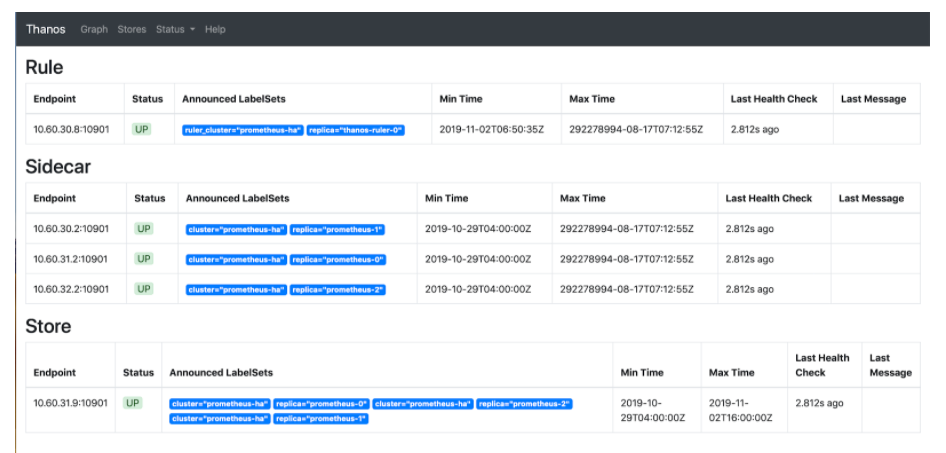 Thanos Graph Stores Status Help
Rule
Endpoint Status Announced LabelSets Min Time Max Time Last Health Check Last Message
10.60.30.8:10901 UP ruler_cluster="prometheus-ha" replica="thanos-ruler-0" 2019-11-02T06:50:35Z 292278994-08-17T07:12:55Z 2.812s ago
Sidecar
Endpoint Status Announced LabelSets Min Time Max Time Last Health Check Last Message
10.60.30.2:10901 UP cluster="prometheus-ha" replica="prometheus-1" 2019-10-29T04:00:00Z 292278994-08-17T07:12:55Z 2.812s ago
10.60.31.2:10901 UP cluster="prometheus-ha" replica="prometheus-0" 2019-10-29T04:00:00Z 292278994-08-17T07:12:55Z 2.812s ago
10.60.32.2:10901 UP cluster="prometheus-ha" replica="prometheus-2" 2019-10-29T04:00:00Z 292278994-08-17T07:12:55Z 2.812s ago
Store
Last Health Last
Endpoint Status Announced LabelSets Min Time Max Time Check Message
10.60.31.9:10901 UP cluster="prometheus-ha" replica="prometheus-0" cluster="prometheus-ha" replica="prometheus-2" 2019-10- 2019-11- 2.812s ago
cluster="prometheus-ha" replica="prometheus-1" 29T04:00:00Z 02T16:00:00Z